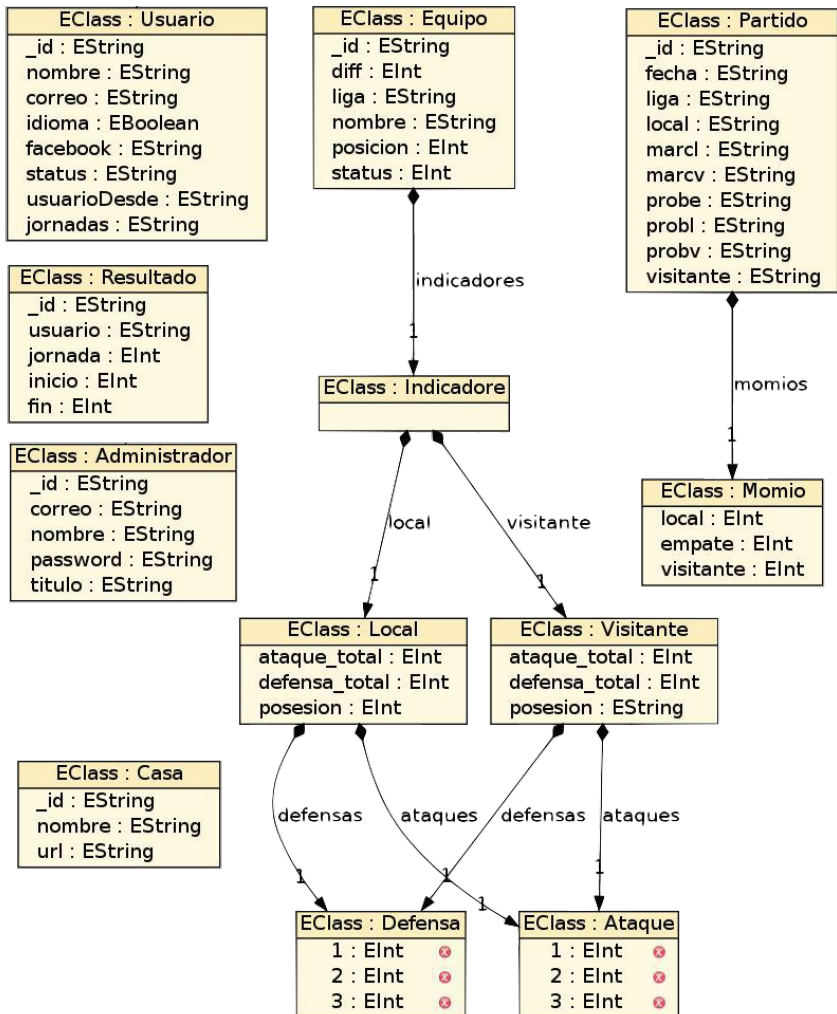 EClass : Usuario
_id : EString
nombre : EString
correo : EString
idioma : EBoolean
facebook : EString
status : EString
usuarioDesde : EString
jornadas : EString
EClass : Equipo
_id : EString
diff : EInt
liga : EString
nombre : EString
posicion : EInt
status : EInt
EClass : Partido
_id : EString
fecha : EString
liga : EString
local : EString
marcl : EString
marcv : EString
probe : EString
probl : EString
probv : EString
visitante : EString
EClass : Resultado
_id : EString
usuario : EString
jornada : EInt
inicio : EInt
fin : EInt
indicadores
1
EClass : Indicadore
momios
1
EClass : Administrador
_id : EString
correo : EString
nombre : EString
password : EString
titulo : EString
EClass : Momio
local : EInt
empate : EInt
visitante : EInt
local
1
visitante
1
EClass : Local
ataque_total : EInt
defensa_total : EInt
posesion : EInt
EClass : Visitante
ataque_total : EInt
defensa_total : EInt
posesion : EString
EClass : Casa
_id : EString
nombre : EString
url : EString
defensas
1
ataques
1
defensas
1
ataques
1
EClass : Defensa
1 : EInt
2 : EInt
3 : EInt
EClass : Ataque
1 : EInt
2 : EInt
3 : EInt